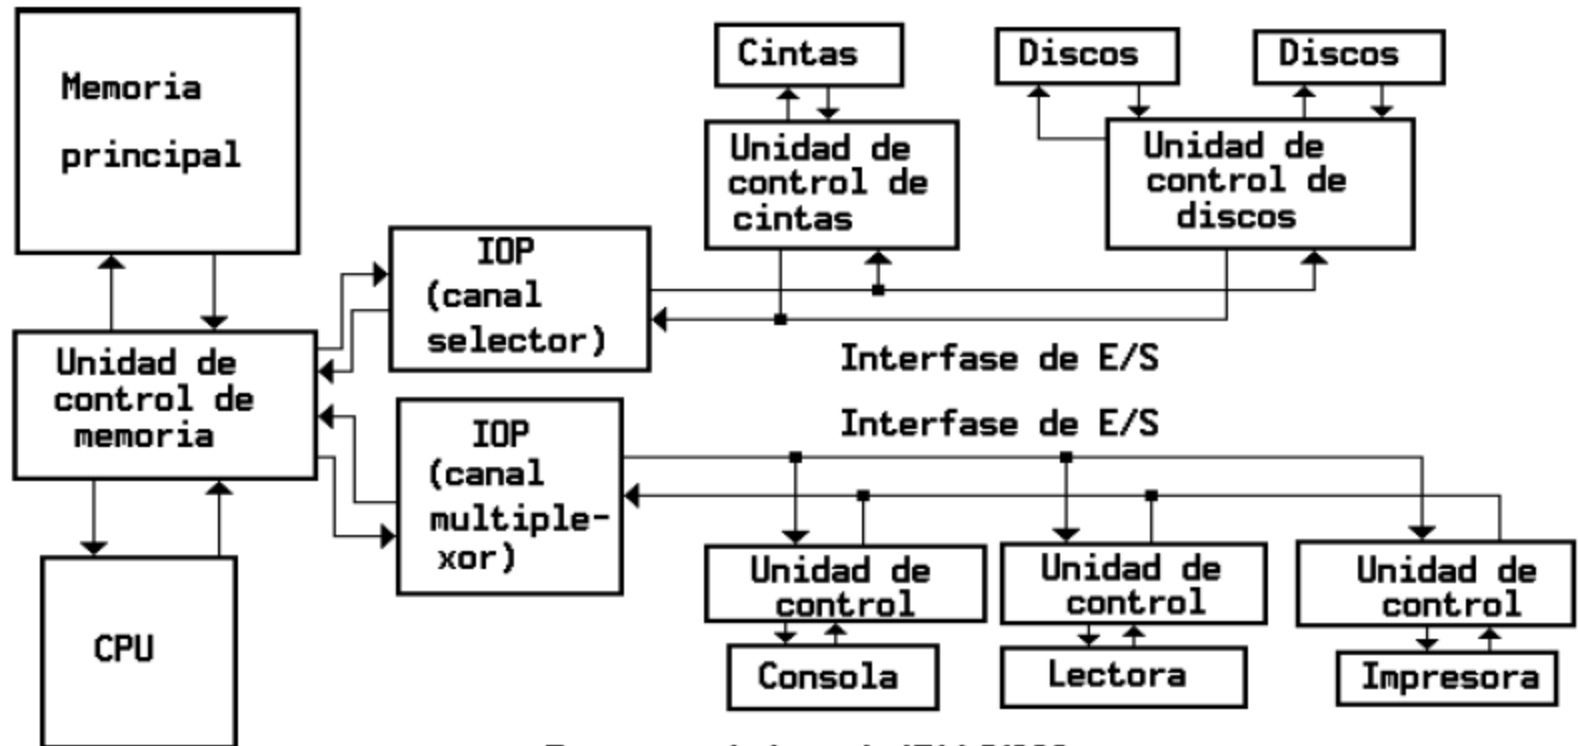 Memoria
principal
Unidad de
control de
memoria
CPU
IOP
(canal
selector)
IOP
(canal
multiple-
xor)
Cintas
Unidad de
control de
cintas
Discos
Discos
Unidad de
control de
discos
Interfase de E/S
Interfase de E/S
Unidad de
control
Consola
Unidad de
control
Lectora
Unidad de
control
Impresora